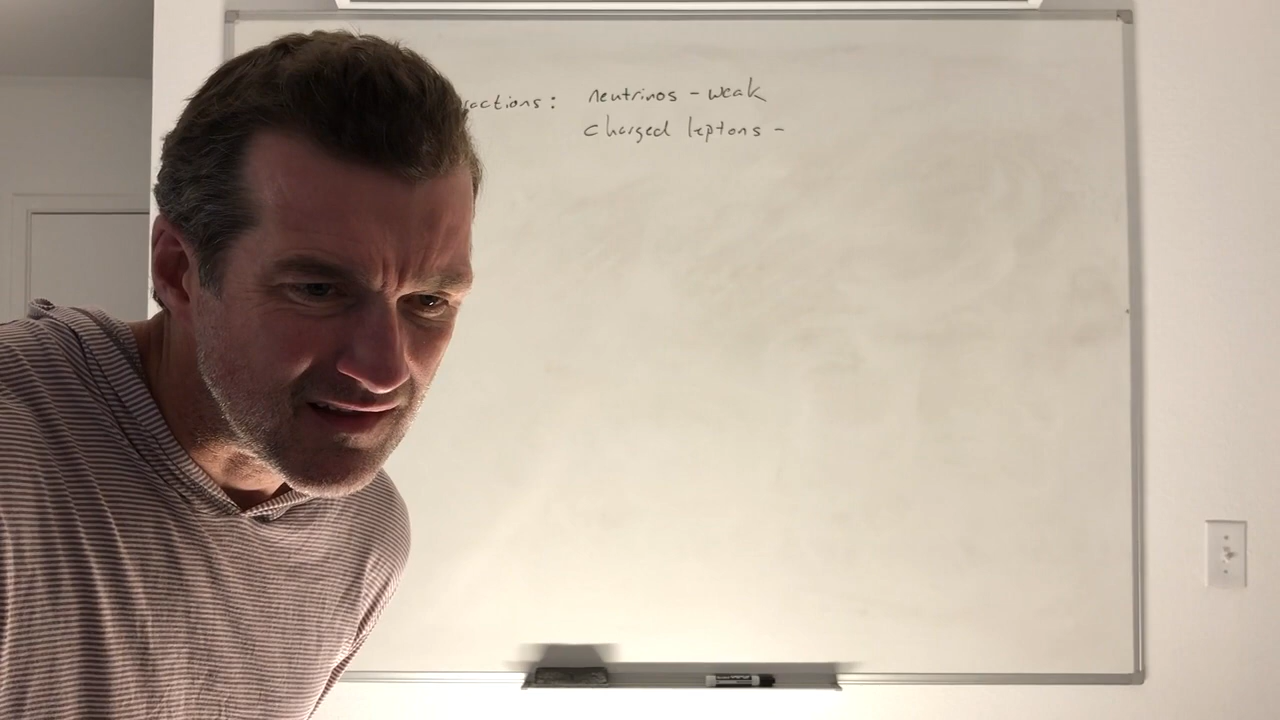 actions: neutrinos - weak
charged leptons -